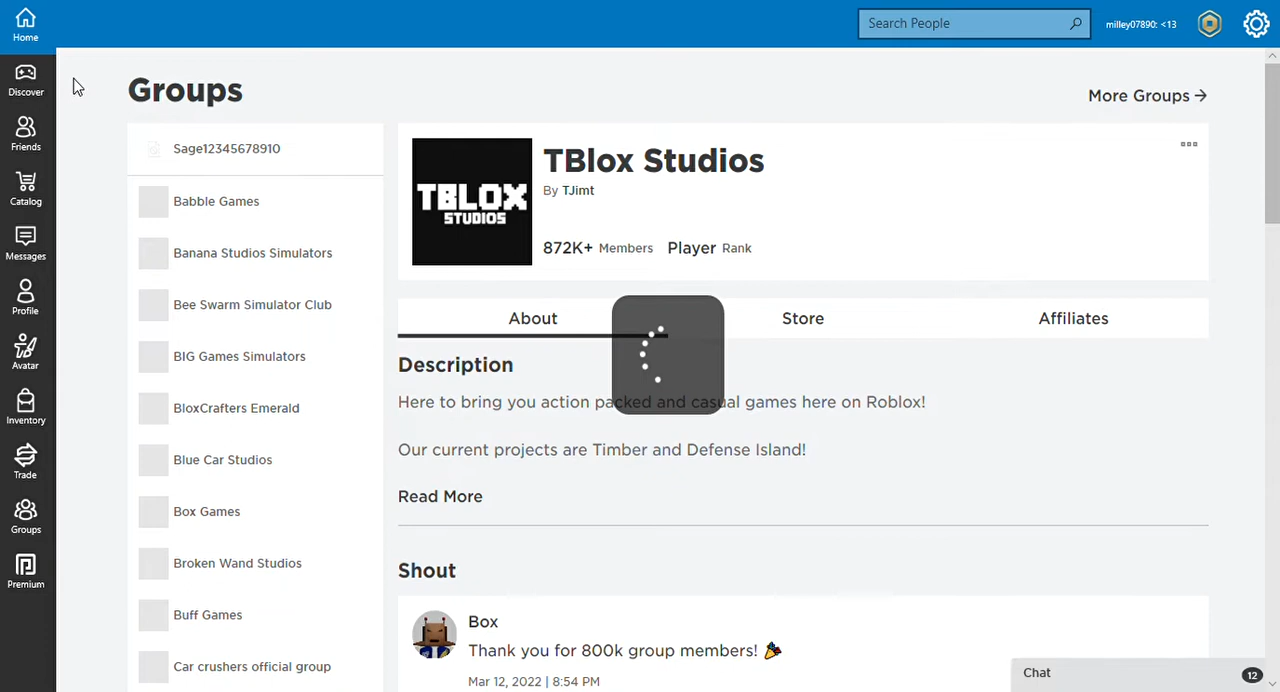 Home
Search People
milley07890: <13
Discover
Friends
Catalog
Messages
Profile
Avatar
Inventory
Trade
Groups
Premium
Groups
More Groups
Sage12345678910
Babble Games
Banana Studios Simulators
Bee Swarm Simulator Club
BIG Games Simulators
BloxCrafters Emerald
Blue Car Studios
Box Games
Broken Wand Studios
Buff Games
Car crushers official group
TBLOX
STUDIOS
TBlox Studios
By TJimt
872K+ Members Player Rank
About Store Affiliates
Description
Here to bring you action packed and casual games here on Roblox!
Our current projects are Timber and Defense Island!
Read More
Shout
Box
Thank you for 800k group members! 🎉
Mar 12, 2022 | 8:54 PM
Chat 12